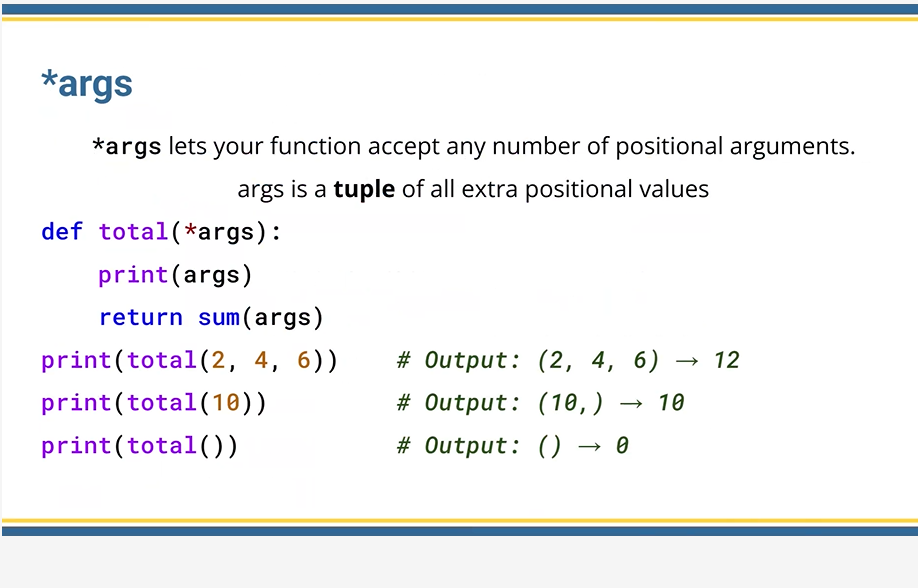 *args
*args lets your function accept any number of positional arguments.
args is a tuple of all extra positional values
def total(*args):
    print(args)
    return sum(args)
print(total(2, 4, 6))    # Output: (2, 4, 6) → 12
print(total(10))         # Output: (10,) → 10
print(total())           # Output: () → 0